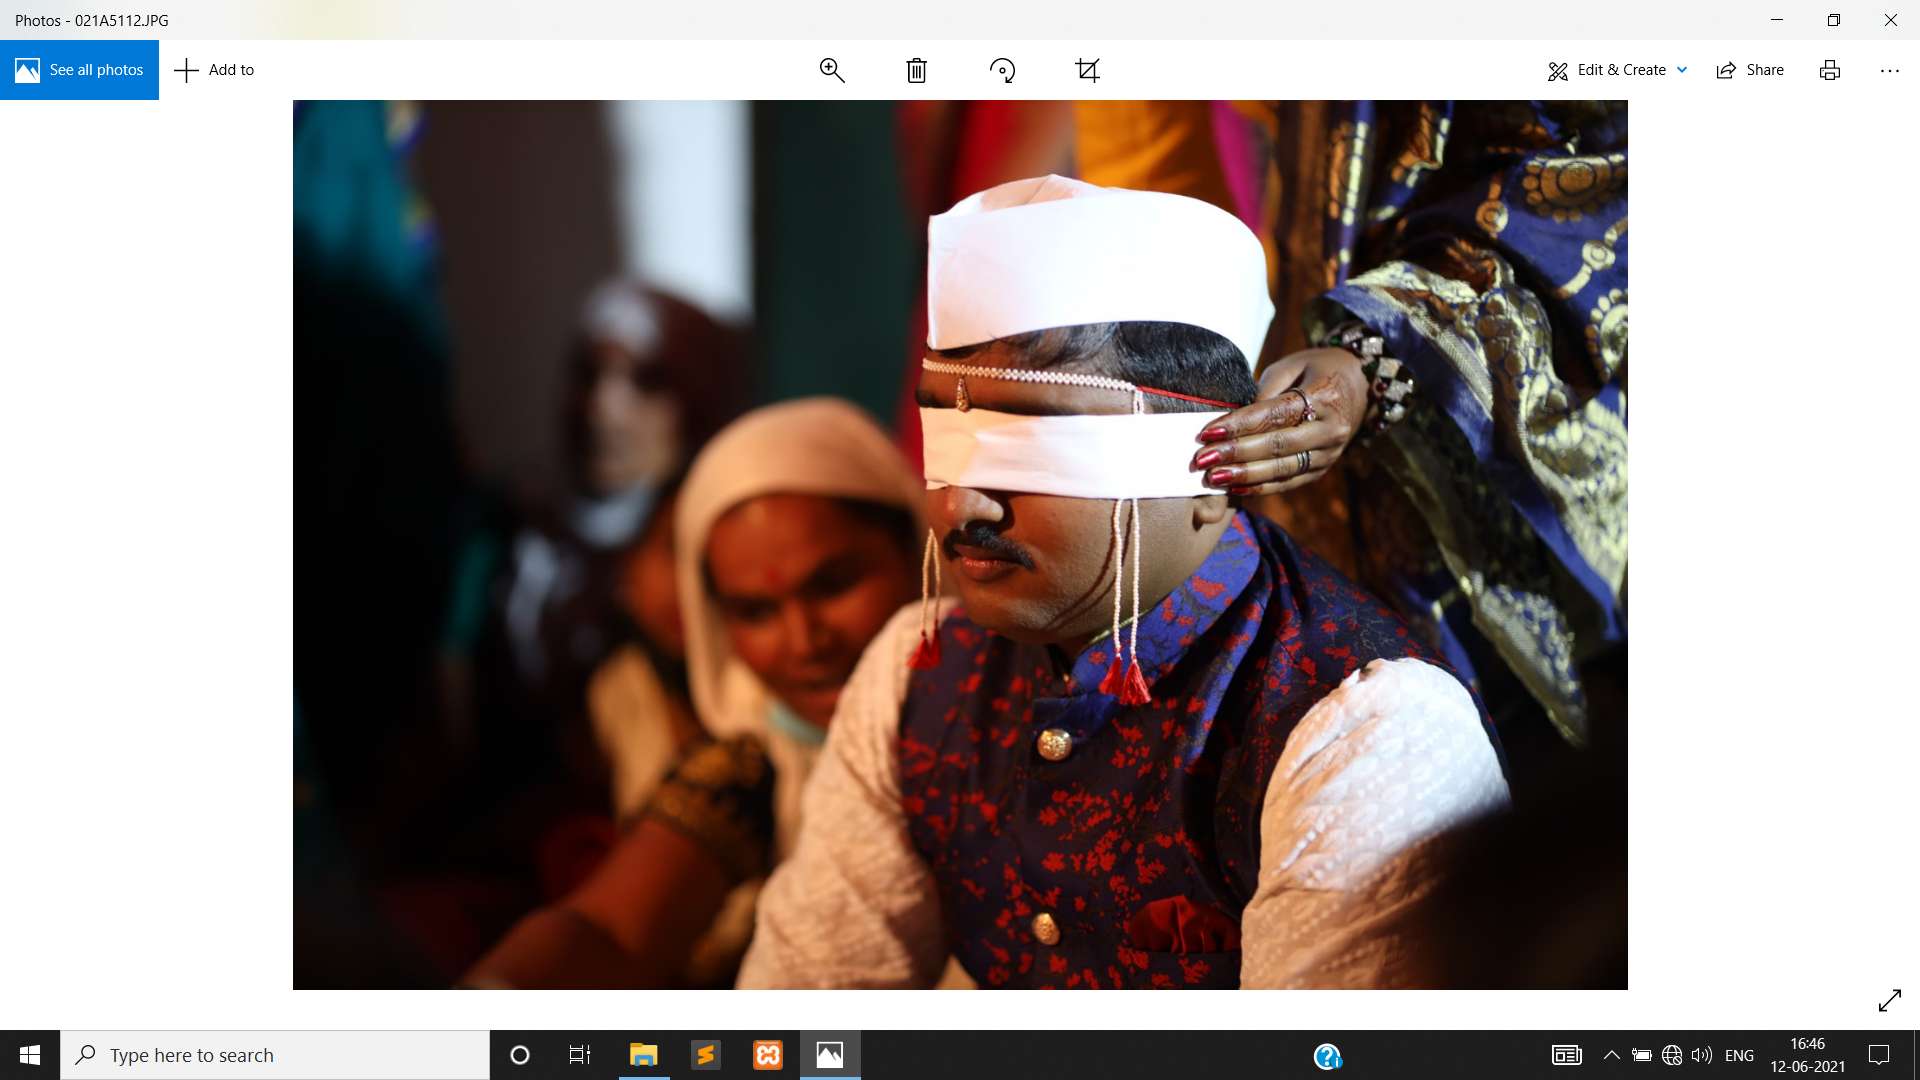 Photos - 021A5112.JPG
See all photos
Add to
Edit & Create
Share
Type here to search
ENG
16:46
12-06-2021